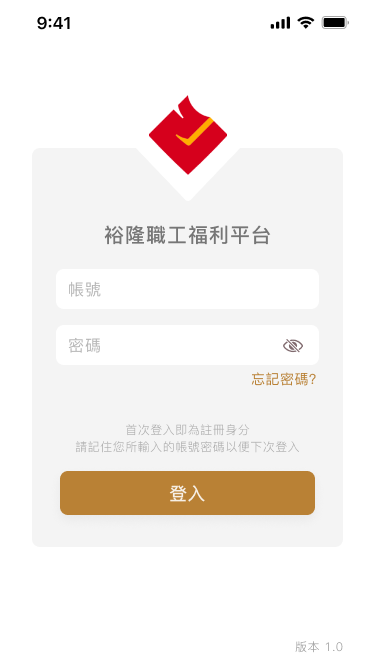 9:41
裕隆職工福利平台
帳號
密碼
忘記密碼?
首次登入即為註冊身分
請記住您所輸入的帳號密碼以便下次登入
登入
版本 1.0